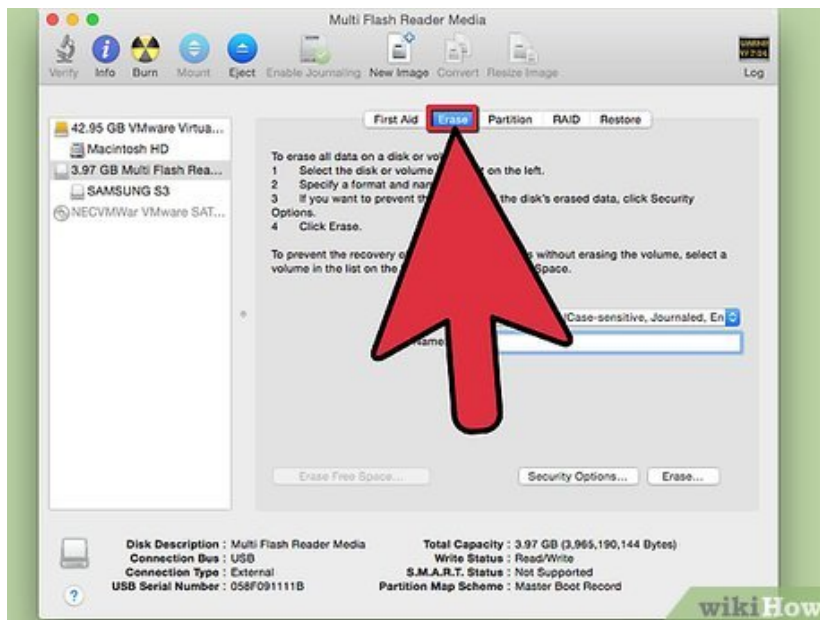 Multi Flash Reader Media
Verify Info Burn Mount Eject Enable Journaling New Image Convert Resize Image Log
First Aid Erase Partition RAID Restore
42.95 GB VMware Virtua...
Macintosh HD
3.97 GB Multi Flash Rea...
SAMSUNG S3
NECVMWar VMware SAT...
To erase all data on a disk or
1 Select the disk or volume on the left.
2 Specify a format and
3 If you want to prevent the disk's erased data, click Security
Options.
4 Click Erase.
To prevent the recovery without erasing the volume, select a
volume in the list on the Space.
(Case-sensitive, Journaled, En
Name
Erase Free Space... Security Options... Erase...
Disk Description : Multi Flash Reader Media Total Capacity : 3.97 GB (3,965,190,144 Bytes)
Connection Bus : USB Write Status : Read/Write
Connection Type : External S.M.A.R.T. Status : Not Supported
USB Serial Number : 058F091111B Partition Map Scheme : Master Boot Record
?
wikiHow